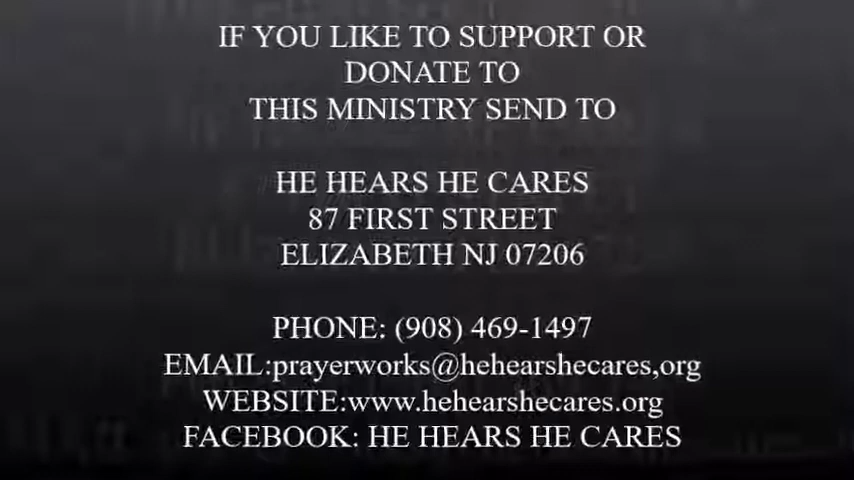 IF YOU LIKE TO SUPPORT OR
DONATE TO
THIS MINISTRY SEND TO
HE HEARS HE CARES
87 FIRST STREET
ELIZABETH NJ 07206
PHONE: (908) 469-1497
EMAIL:prayerworks@hehearshecares,org
WEBSITE:www.hehearshecares.org
FACEBOOK: HE HEARS HE CARES